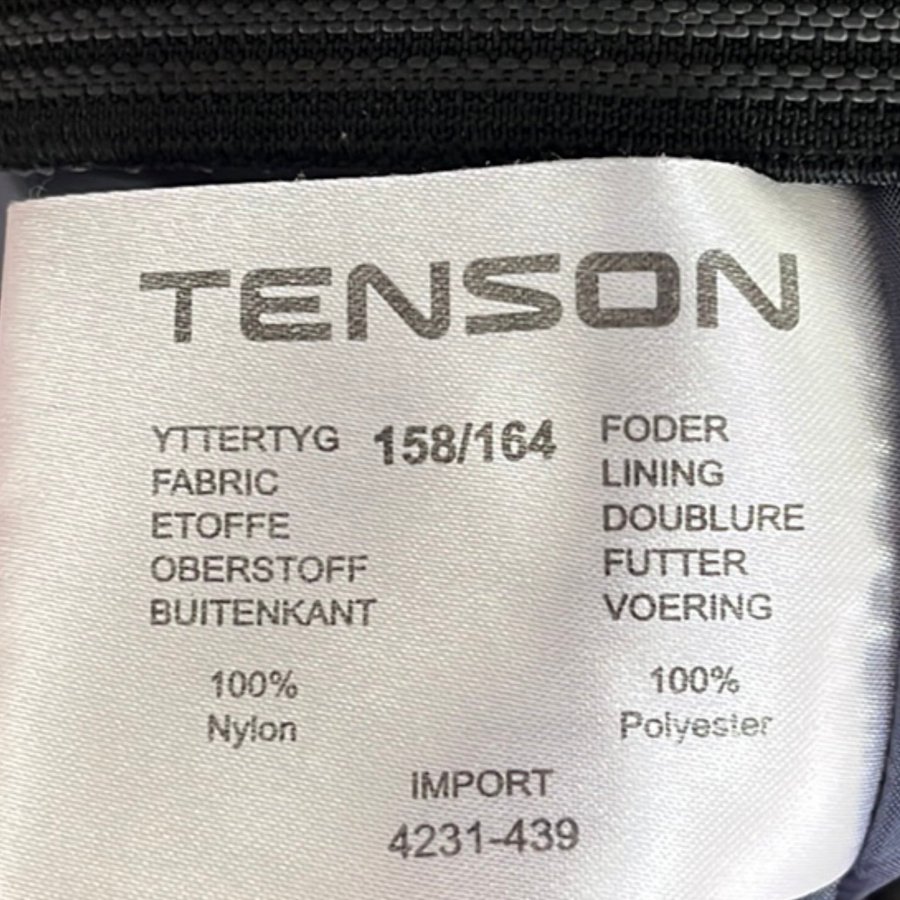 TENSON
158/164
YTTERTYG
FABRIC
ETOFFE
OBERSTOFF
BUITENKANT
100%
Nylon
FODER
LINING
DOUBLURE
FUTTER
VOERING
100%
Polyester
IMPORT
4231-439